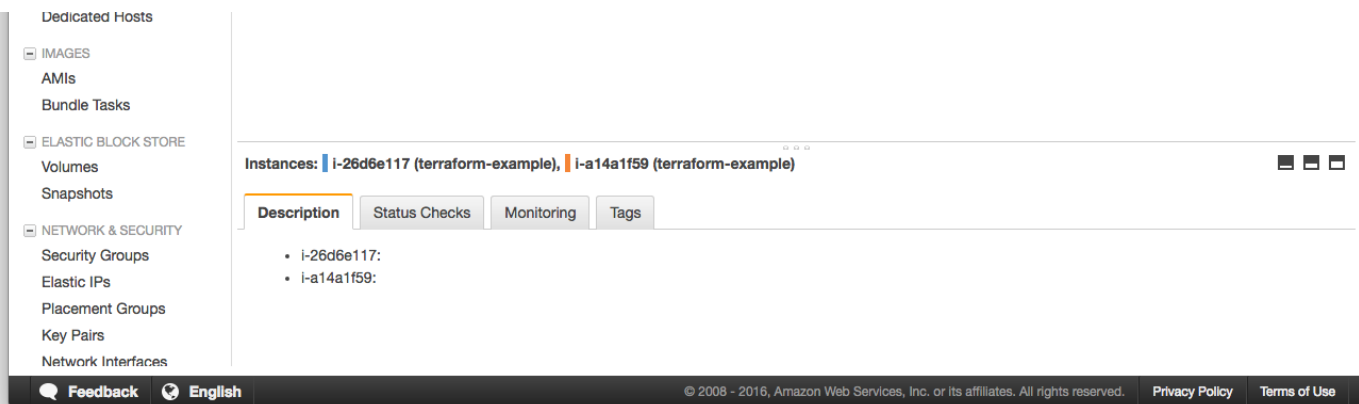 Dedicated Hosts
IMAGES
AMIs
Bundle Tasks
ELASTIC BLOCK STORE
Volumes
Snapshots
NETWORK & SECURITY
Security Groups
Elastic IPs
Placement Groups
Key Pairs
Network Interfaces
Instances: i-26d6e117 (terraform-example), i-a14a1f59 (terraform-example)
Description Status Checks Monitoring Tags
• i-26d6e117:
• i-a14a1f59:
Feedback English © 2008 - 2016, Amazon Web Services, Inc. or its affiliates. All rights reserved. Privacy Policy Terms of Use